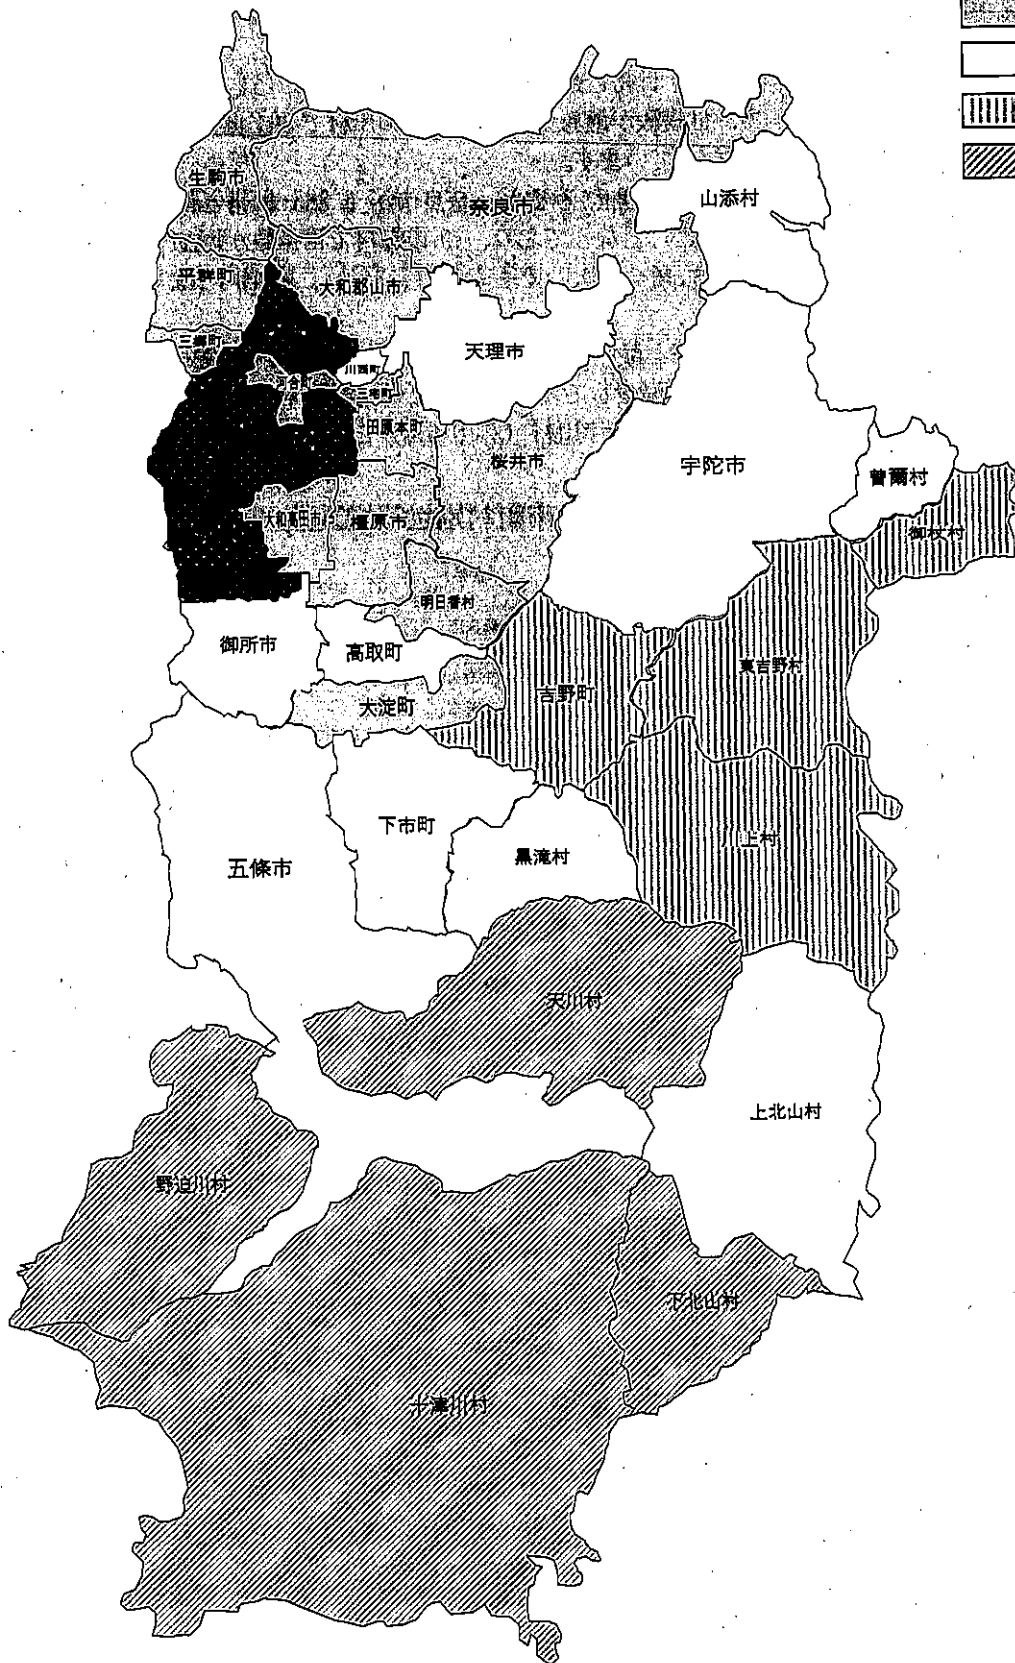 生駒市
奈良市
山添村
平群町
大和郡山市
三郷町
天理市
川西町
河合町
三宅町
田原本町
桜井市
宇陀市
曽爾村
大和高田市
橿原市
御杖村
明日香村
御所市
高取町
東吉野村
吉野町
大淀町
下市町
川上村
黒滝村
五條市
天川村
上北山村
野迫川村
下北山村
十津川村